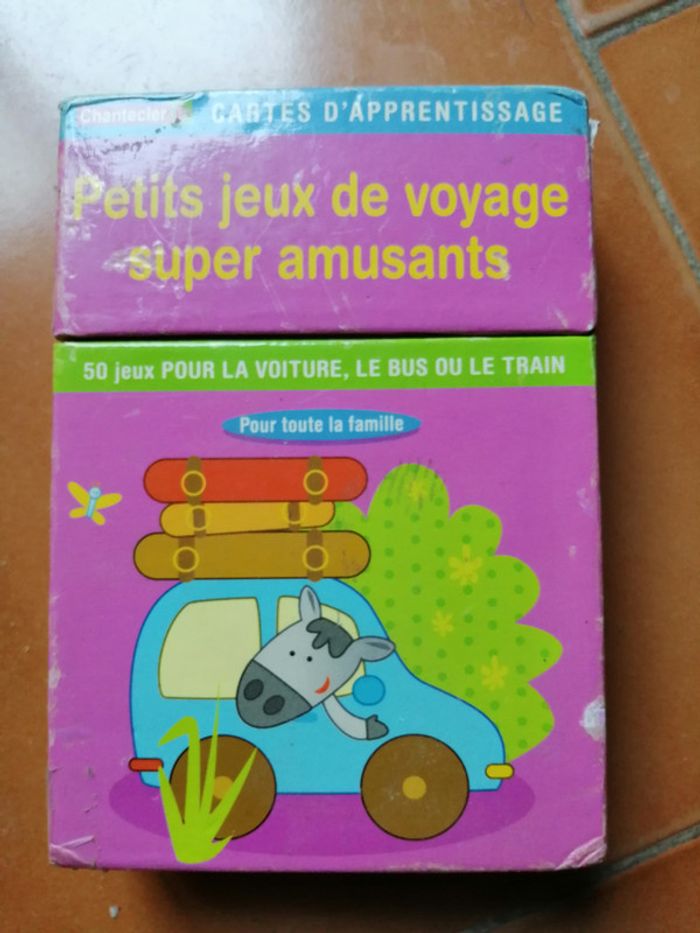 Chantecler
CARTES D'APPRENTISSAGE
Petits jeux de voyage
super amusants
50 jeux POUR LA VOITURE, LE BUS OU LE TRAIN
Pour toute la famille